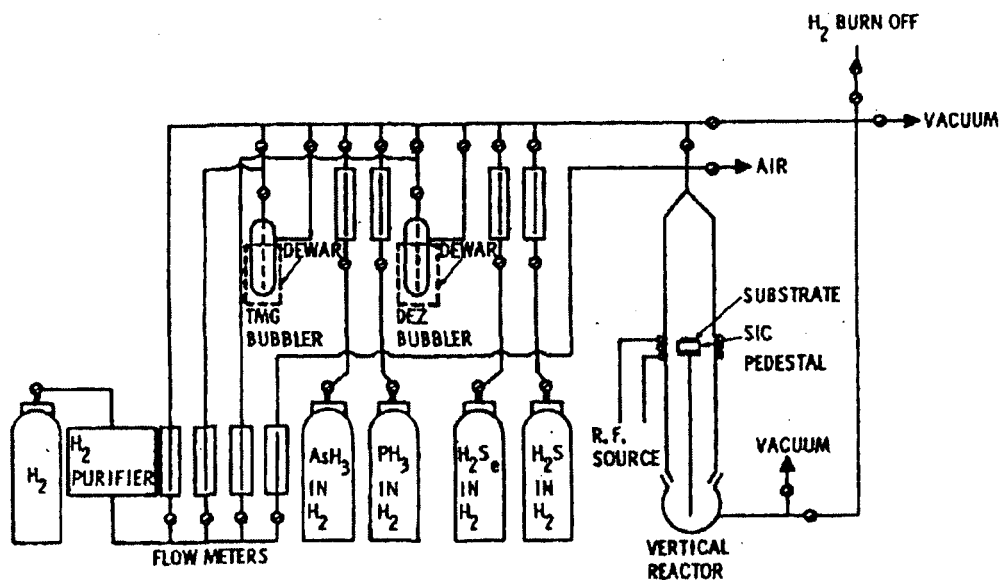 H2 BURN OFF
VACUUM
AIR
DEWAR
DEWAR
TMG
BUBBLER
DEZ
BUBBLER
SUBSTRATE
SIC
PEDESTAL
R.F.
SOURCE
VACUUM
H2
H2
PURIFIER
AsH3
IN
H2
PH3
IN
H2
H2Se
IN
H2
H2S
IN
H2
FLOW METERS
VERTICAL
REACTOR